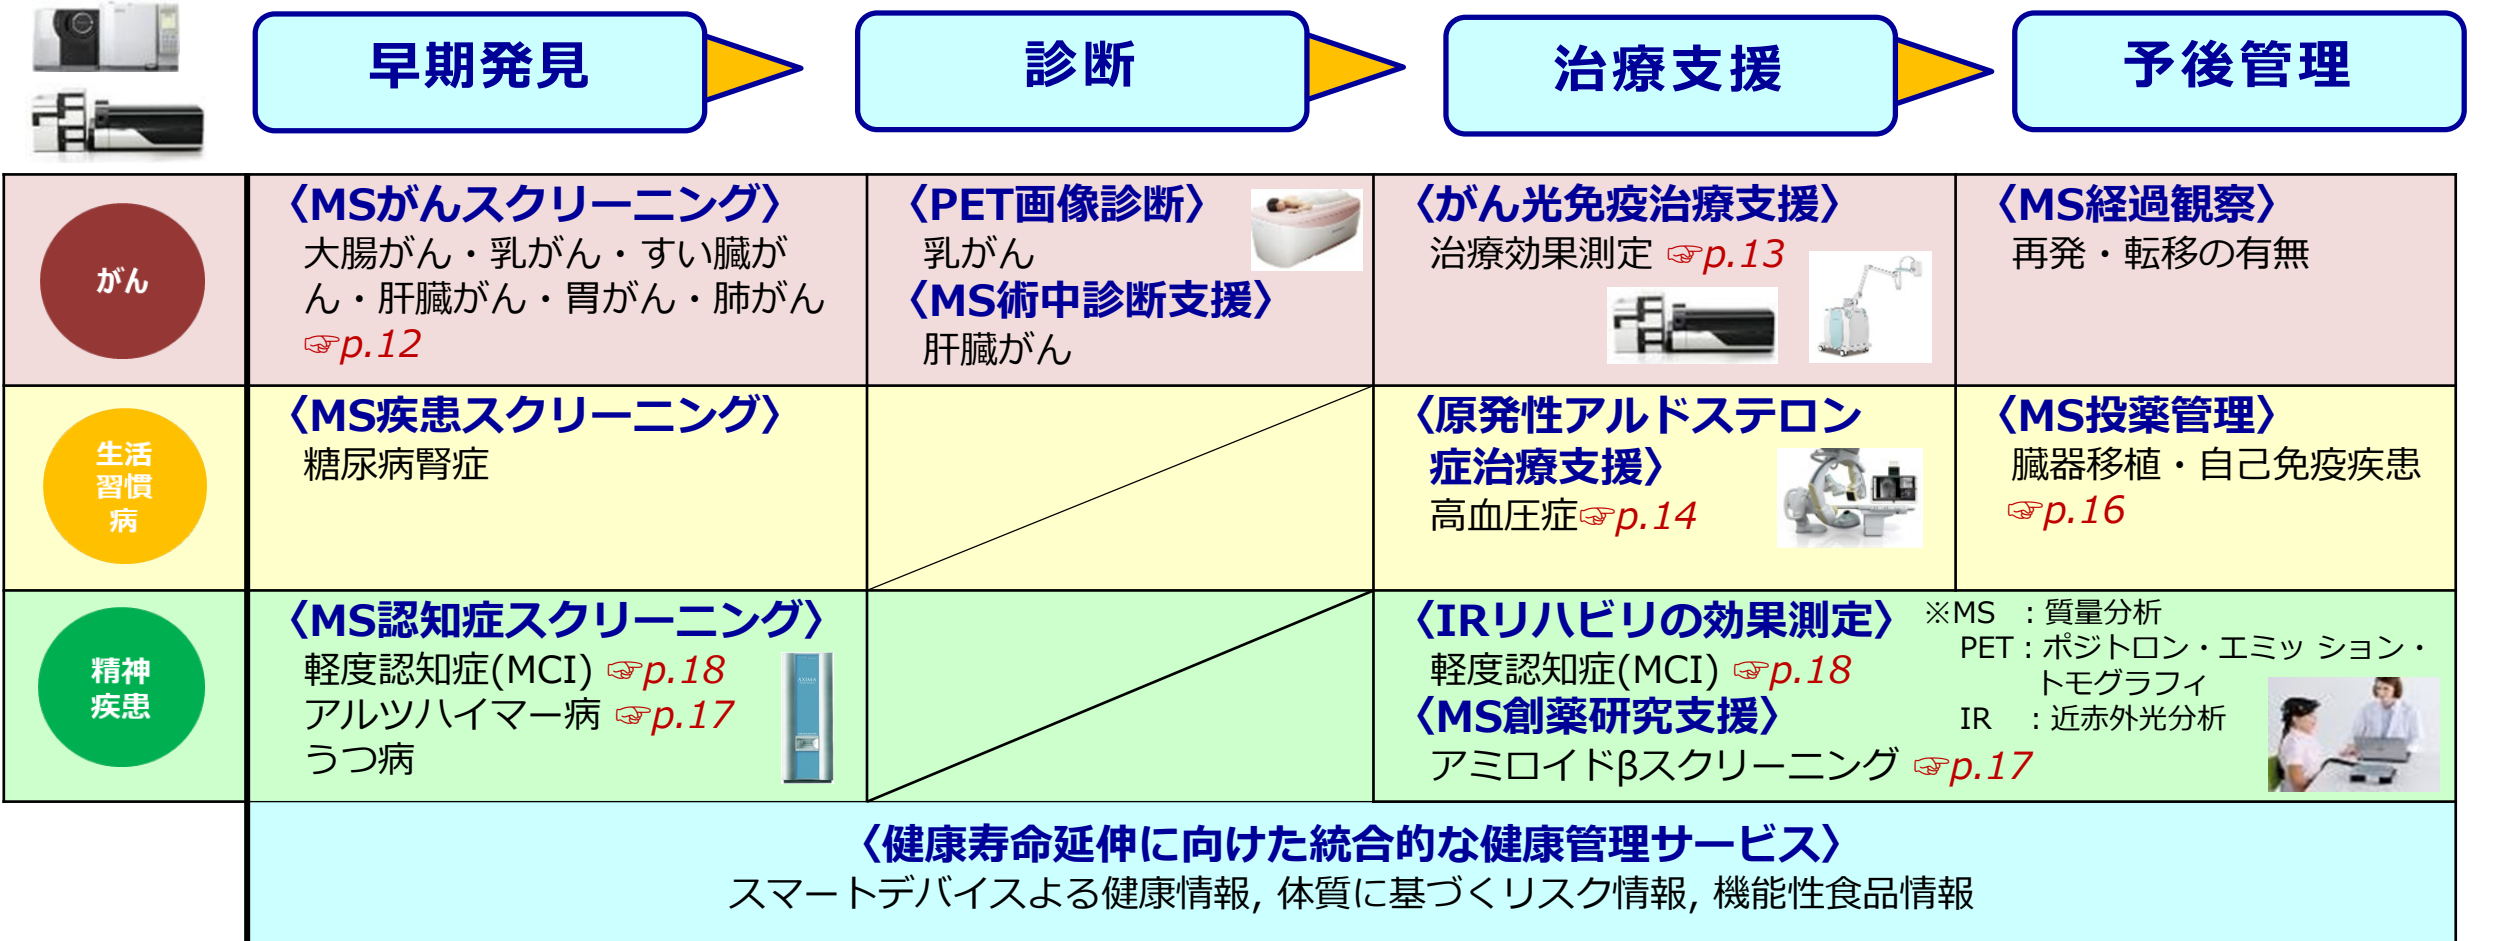 早期発見
診断
治療支援
予後管理
がん
〈MSがんスクリーニング〉
大腸がん・乳がん・すい臓が
ん・肝臓がん・胃がん・肺がん
☞p.12
〈PET画像診断〉
乳がん
〈MS術中診断支援〉
肝臓がん
〈がん光免疫治療支援〉
治療効果測定 ☞p.13
〈MS経過観察〉
再発・転移の有無
生活
習慣
病
〈MS疾患スクリーニング〉
糖尿病腎症
〈原発性アルドステロン
症治療支援〉
高血圧症☞p.14
〈MS投薬管理〉
臓器移植・自己免疫疾患
☞p.16
精神
疾患
〈MS認知症スクリーニング〉
軽度認知症(MCI) ☞p.18
アルツハイマー病 ☞p.17
うつ病
AXIMA
〈IRリハビリの効果測定〉
軽度認知症(MCI) ☞p.18
〈MS創薬研究支援〉
アミロイドβスクリーニング ☞p.17
※MS :質量分析
PET:ポジトロン・エミッ ション・
トモグラフィ
IR :近赤外光分析
〈健康寿命延伸に向けた統合的な健康管理サービス〉
スマートデバイスよる健康情報, 体質に基づくリスク情報, 機能性食品情報